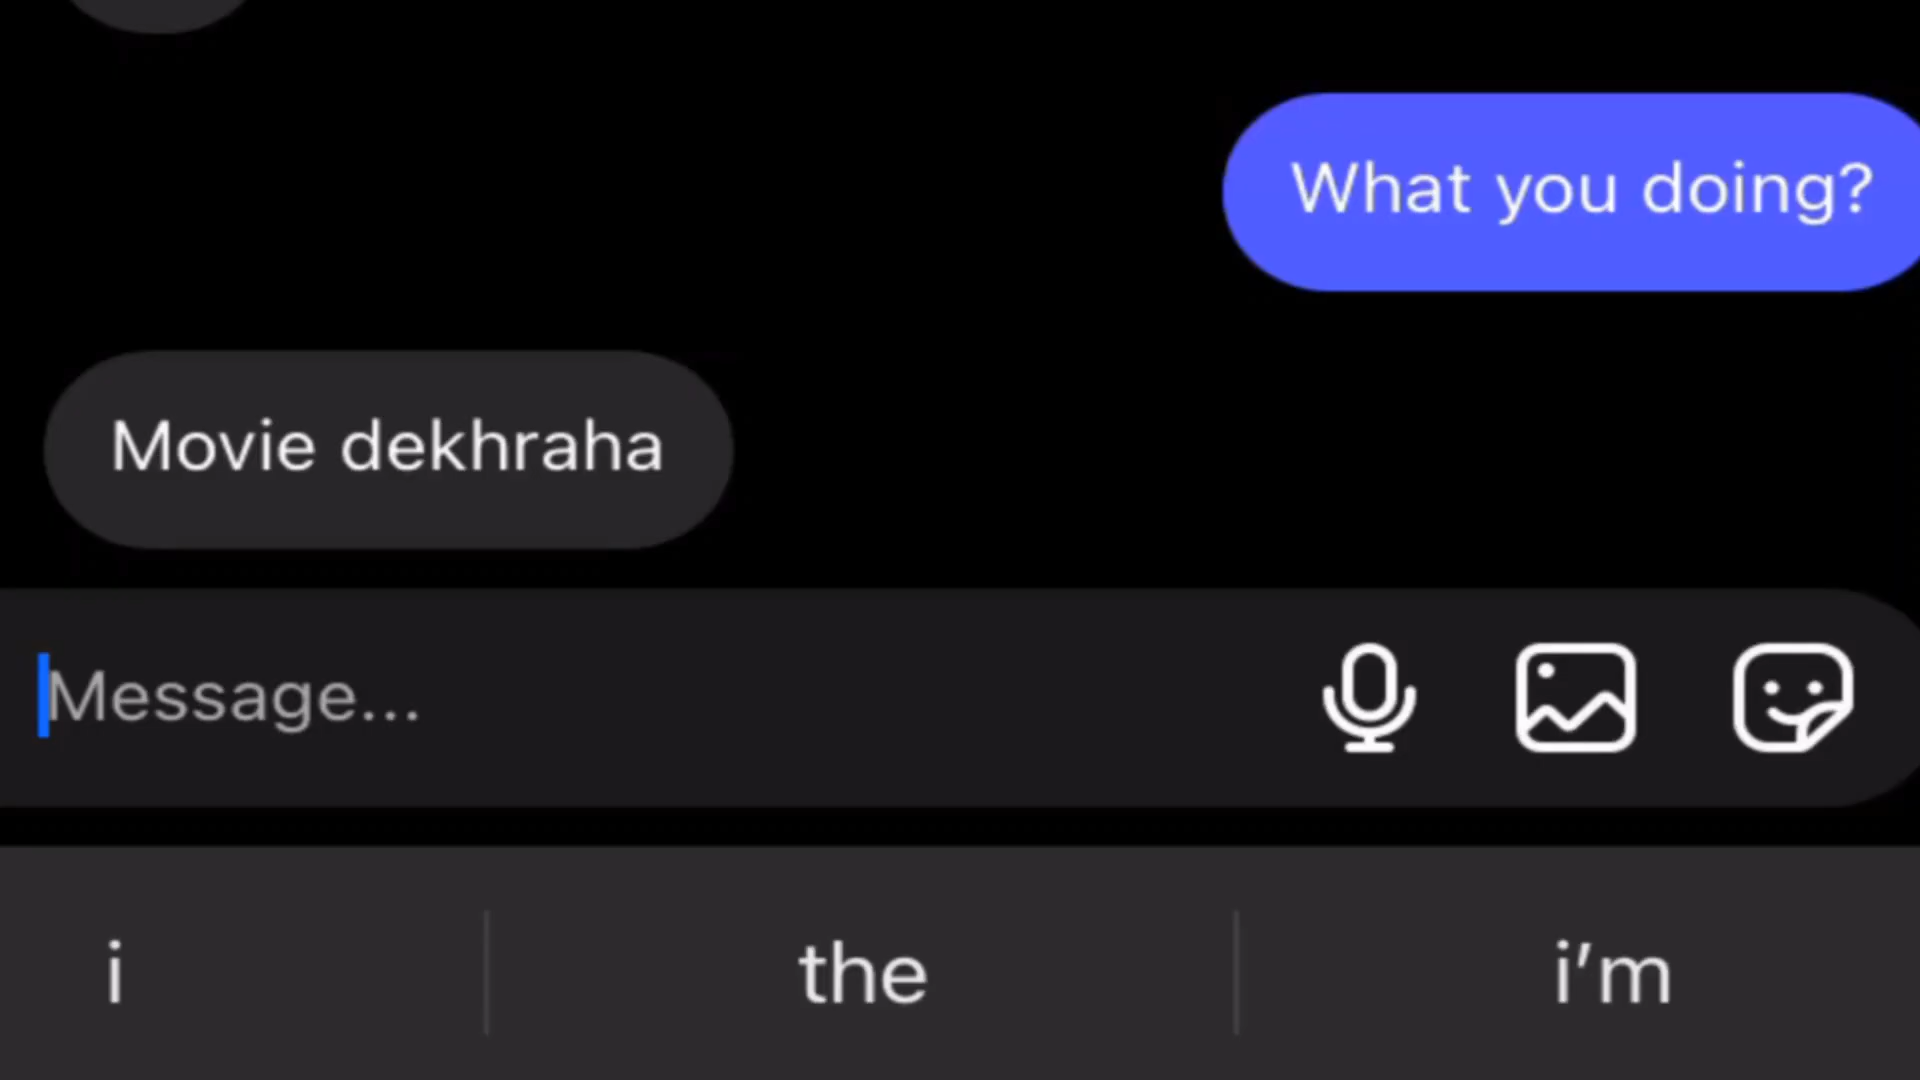 What you doing?
Movie dekhraha
Message...
i
the
i'm